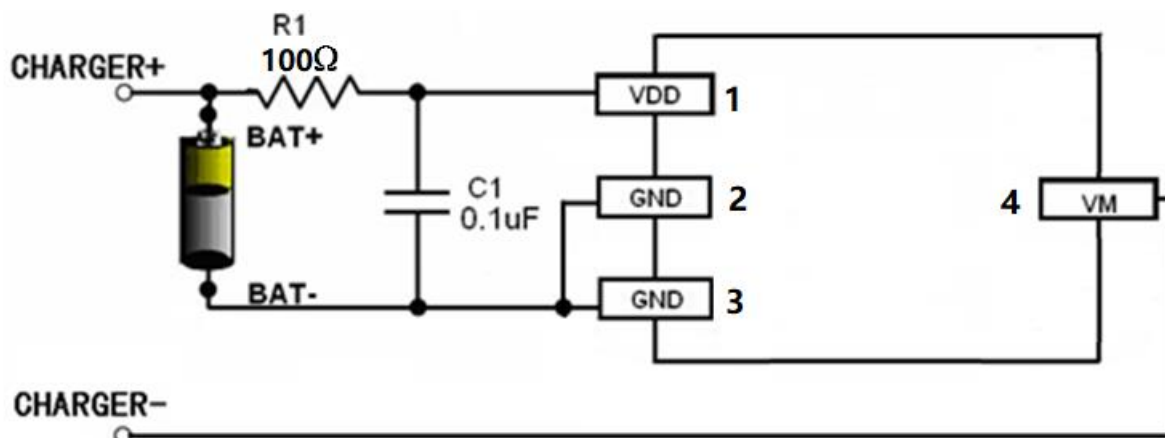 R1
100Ω
CHARGER+
BAT+
VDD
1
C1
0.1uF
GND
2
4
VM
BAT-
GND
3
CHARGER-